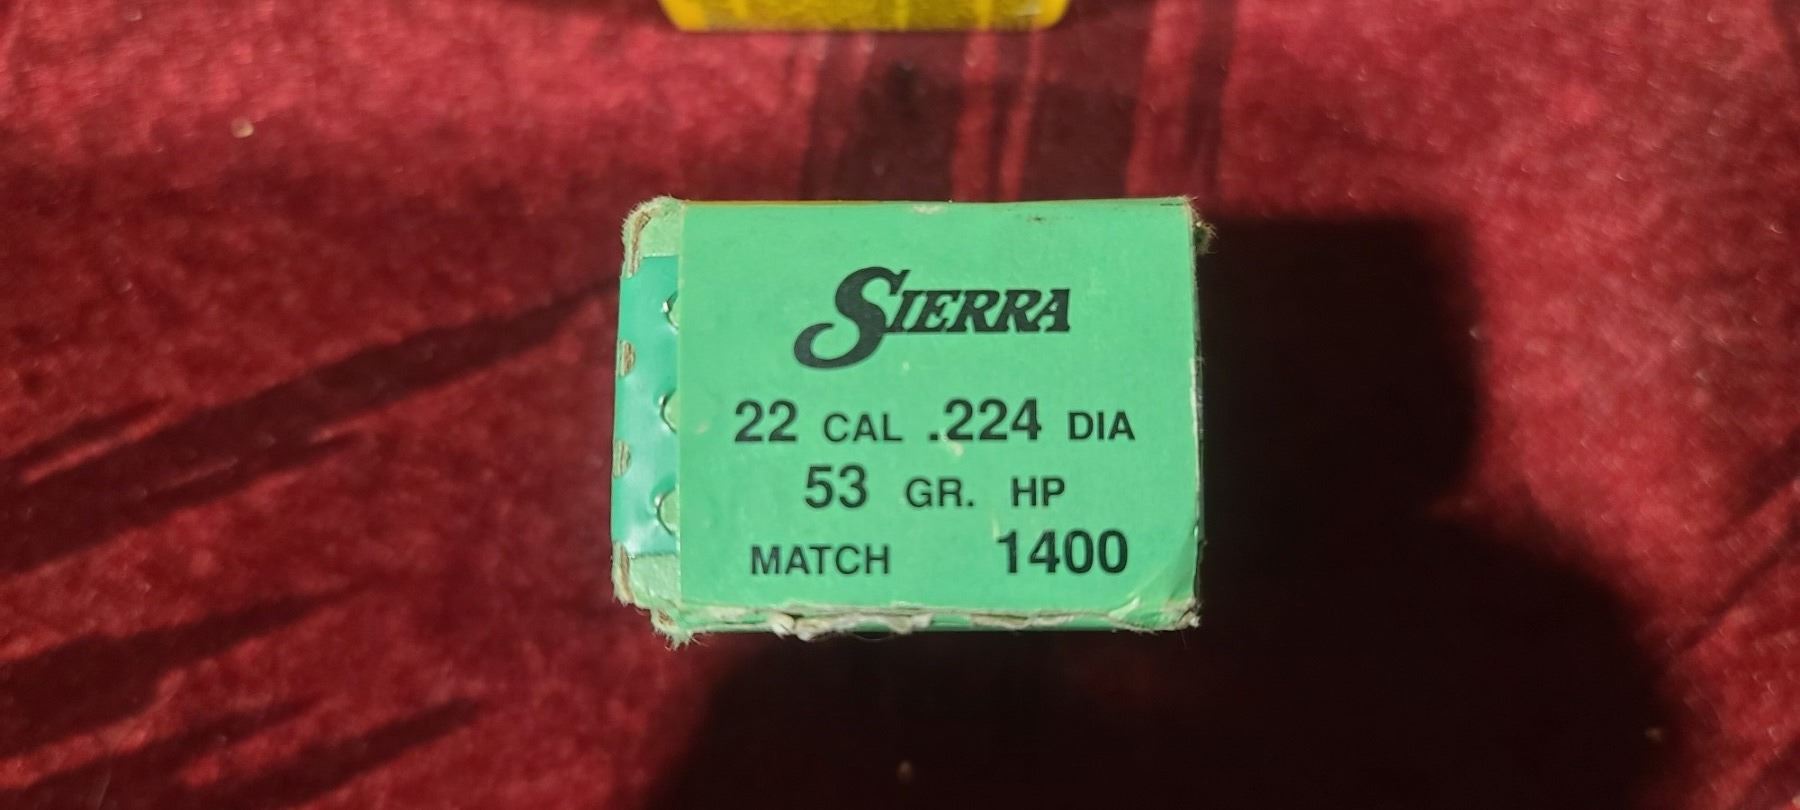 SIERRA
22 CAL .224 DIA
53 GR. HP
MATCH 1400